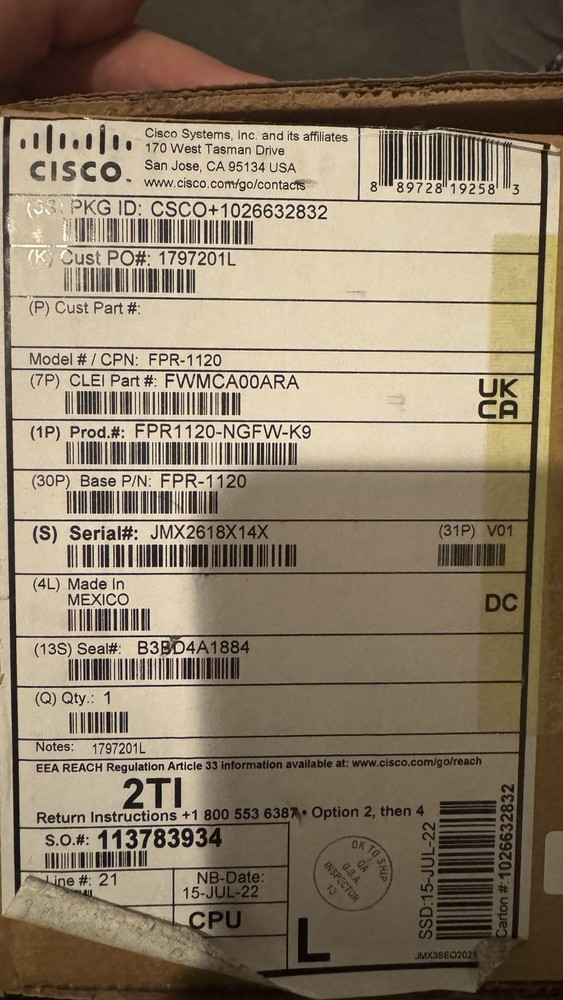 CISCO
Cisco Systems, Inc. and its affiliates
170 West Tasman Drive
San Jose, CA 95134 USA
www.cisco.com/go/contacts
8 89728 19258 3
(3S) PKG ID: CSCO+1026632832
(K) Cust PO#: 1797201L
(P) Cust Part #:
Model # / CPN: FPR-1120
(7P) CLEI Part #: FWMCA00ARA
UK
CA
(1P) Prod.#: FPR1120-NGFW-K9
(30P) Base P/N: FPR-1120
(S) Serial#: JMX2618X14X
(31P) V01
(4L) Made In
MEXICO
DC
(13S) Seal#: B3BD4A1884
(Q) Qty.: 1
Notes: 1797201L
EEA REACH Regulation Article 33 information available at: www.cisco.com/go/reach
2TI
Return Instructions +1 800 553 6387 • Option 2, then 4
S.O.#: 113783934
Line #: 21
NB-Date:
15-JUL-22
CPU
OK TO SHIP
QA
O.B.A
INSPECTOR
13
L
SSD:15-JUL-22
Carton #:1026632832
JMX3SEO2021